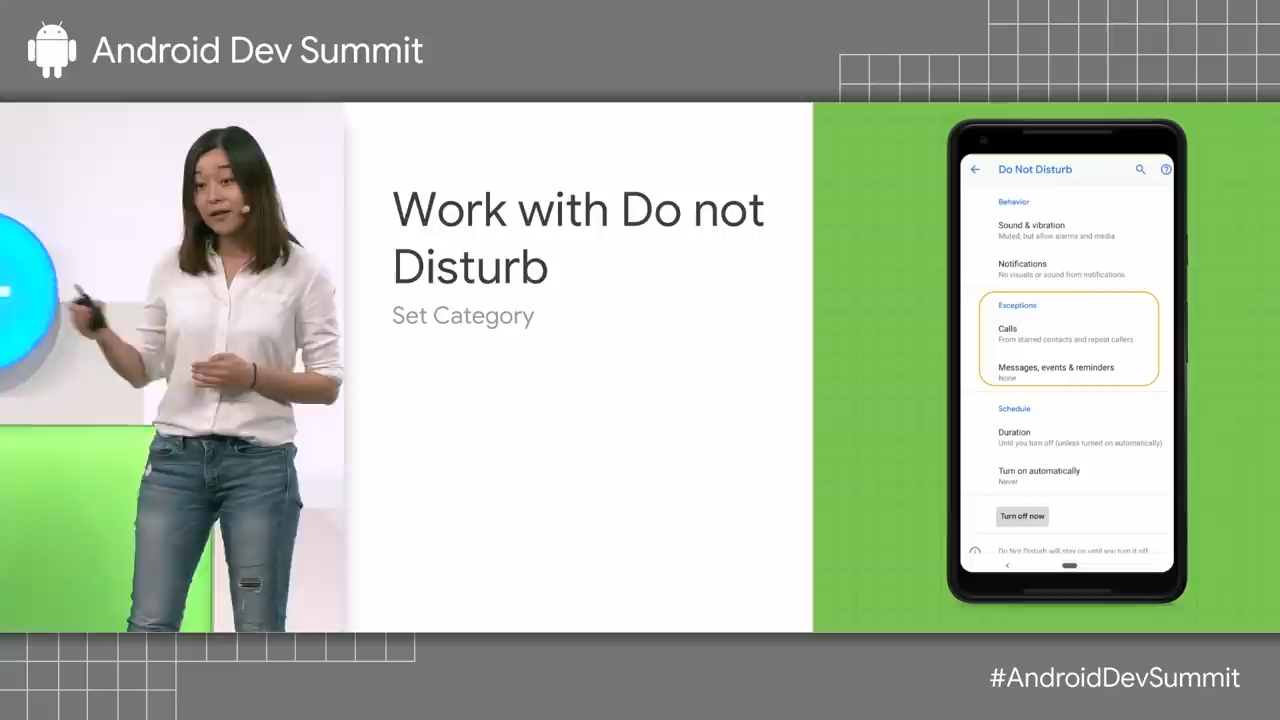 Android Dev Summit
Work with Do not
Disturb
Set Category
Do Not Disturb
Behavior
Sound & vibration
Muted, but allow alarms and media
Notifications
No visuals or sound from notifications
Exceptions
Calls
From starred contacts and repeat callers
Messages, events & reminders
None
Schedule
Duration
Until you turn off (unless turned on automatically)
Turn on automatically
Never
Turn off now
Do Not Disturb will stay on until you turn it off
#AndroidDevSummit